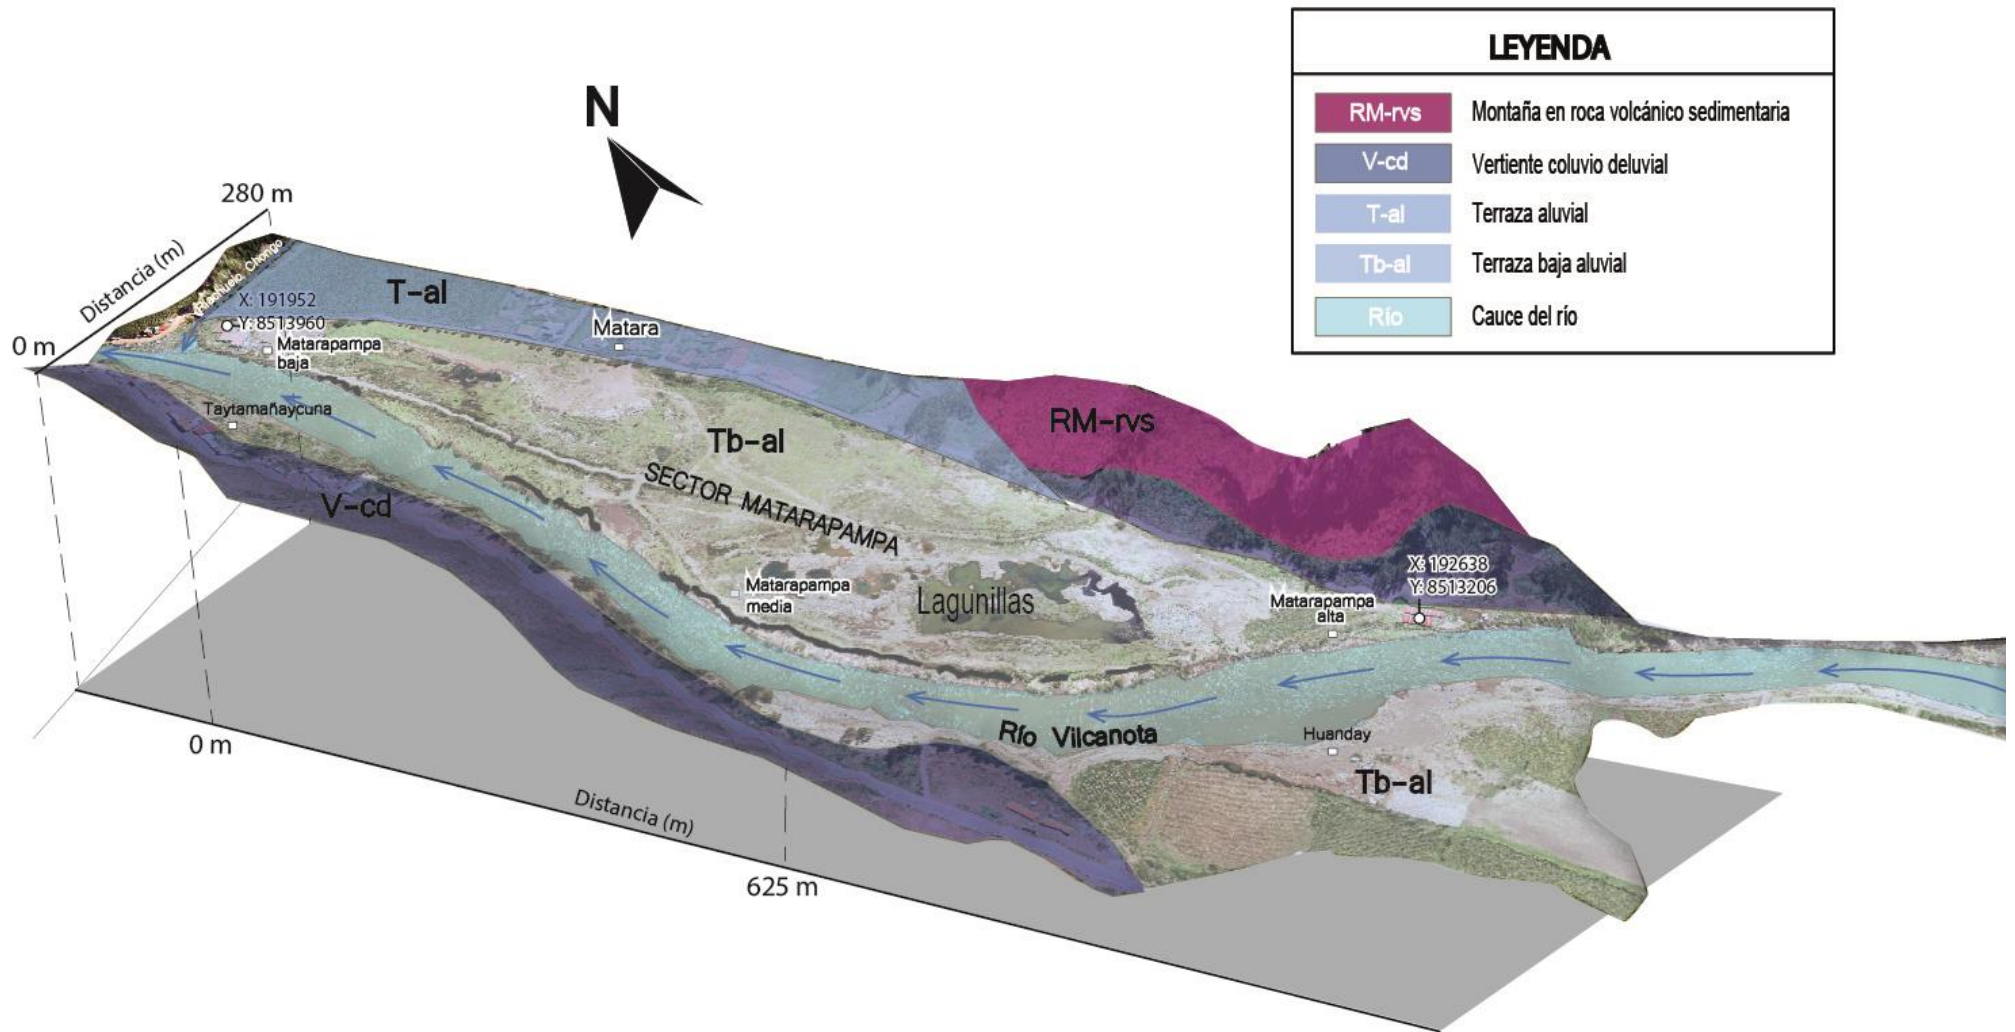 LEYENDA
RM-rvs Montaña en roca volcánico sedimentaria
V-cd Vertiente coluvio deluvial
T-al Terraza aluvial
Tb-al Terraza baja aluvial
Río Cauce del río
N
280 m
Distancia (m)
0 m
Riachuelo Chongo
X: 191952
Y: 8513960
Matarapampa
baja
T-al
Matara
Taytamañaycuna
Tb-al
RM-rvs
SECTOR MATARAPAMPA
V-cd
Matarapampa
media
Lagunillas
Matarapampa
alta
X: 192638
Y: 8513206
Río Vilcanota
Huanday
Tb-al
0 m
Distancia (m)
625 m